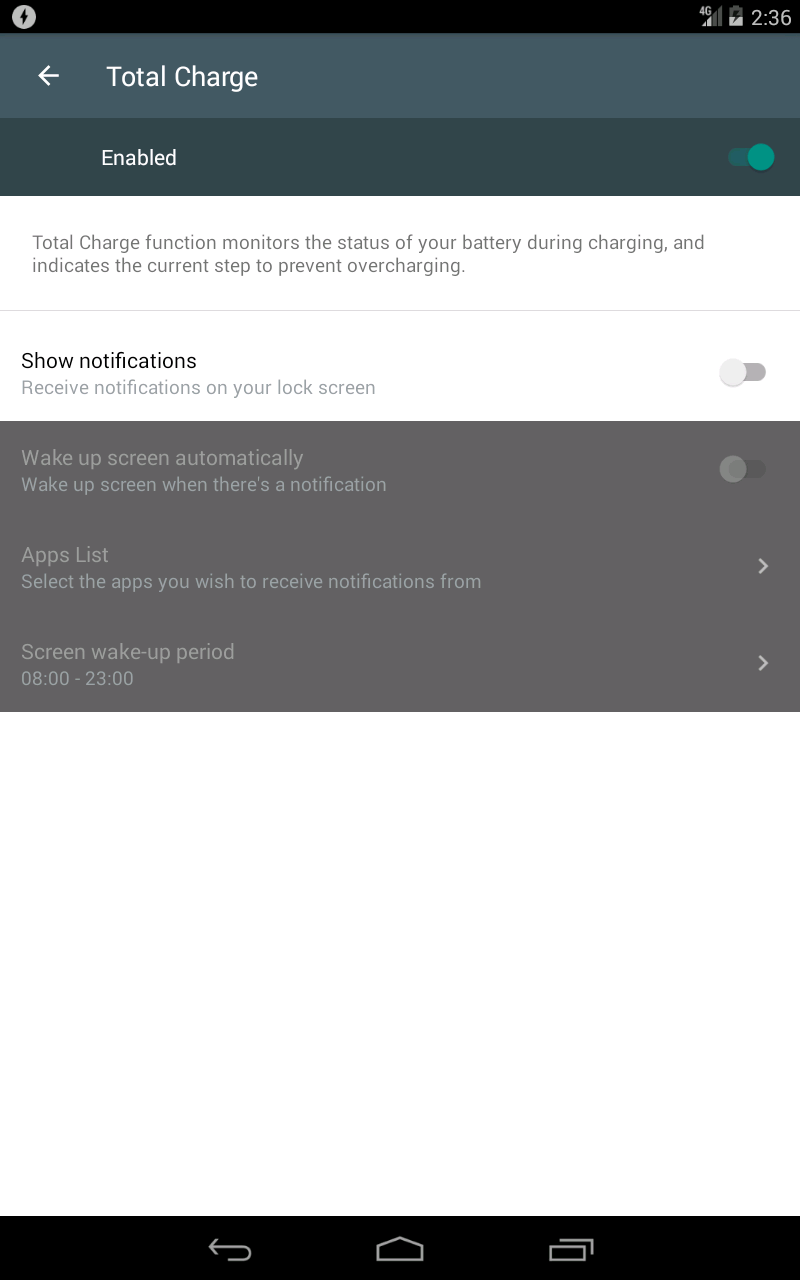 4G 2:36
Total Charge
Enabled
Total Charge function monitors the status of your battery during charging, and
indicates the current step to prevent overcharging.
Show notifications
Receive notifications on your lock screen
Wake up screen automatically
Wake up screen when there's a notification
Apps List
Select the apps you wish to receive notifications from
Screen wake-up period
08:00 - 23:00